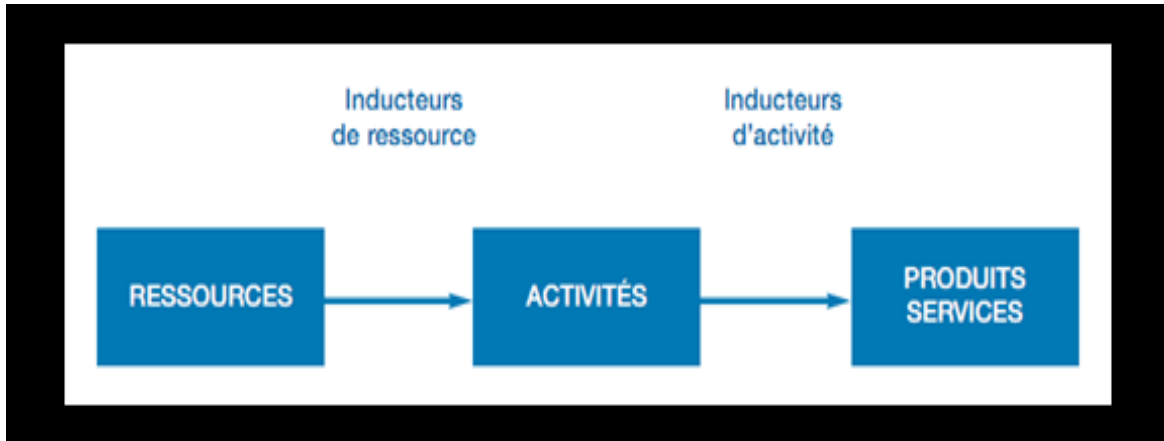 Inducteurs
de ressource
Inducteurs
d'activité
RESSOURCES
ACTIVITÉS
PRODUITS
SERVICES